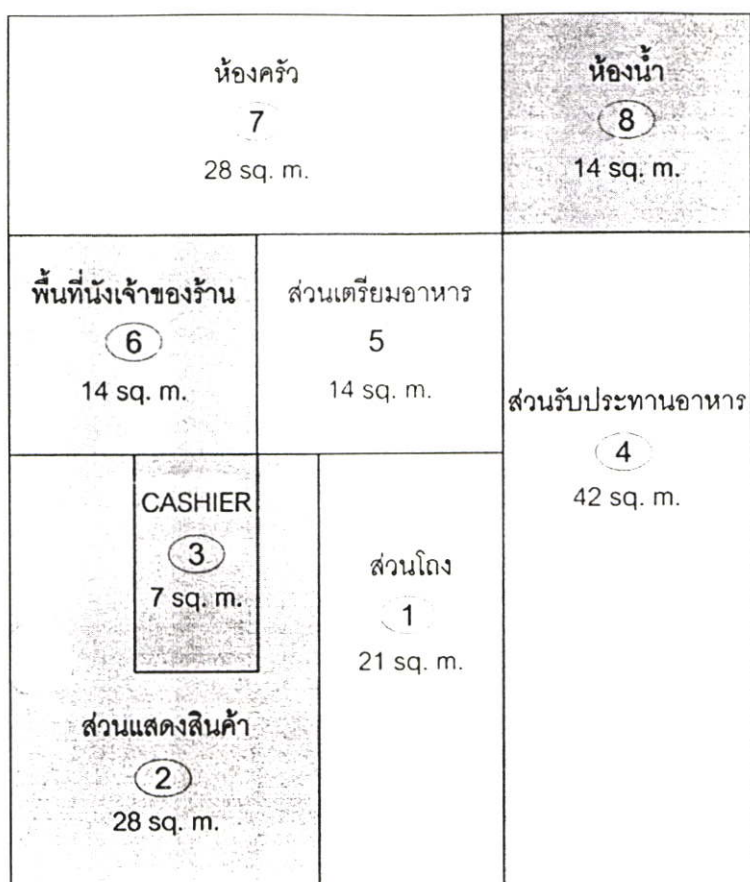 ห้องครัว
7
28 sq. m.
ห้องน้ำ
8
14 sq. m.
พื้นที่นั่งเจ้าของร้าน
6
14 sq. m.
ส่วนเตรียมอาหาร
5
14 sq. m.
ส่วนรับประทานอาหาร
4
42 sq. m.
CASHIER
3
7 sq. m.
ส่วนโถง
1
21 sq. m.
ส่วนแสดงสินค้า
2
28 sq. m.